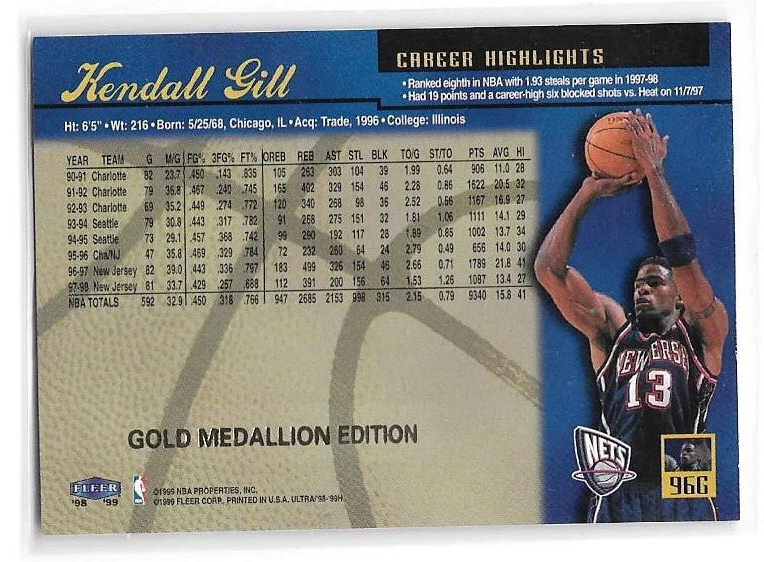 Kendall Gill
CAREER HIGHLIGHTS
• Ranked eighth in NBA with 1.93 steals per game in 1997-98
• Had 19 points and a career-high six blocked shots vs. Heat on 11/7/97
Ht: 6'5" • Wt: 216 • Born: 5/25/68, Chicago, IL • Acq: Trade, 1996 • College: Illinois
YEAR TEAM G M/G FG% 3FG% FT% OREB REB AST STL BLK TO/G ST/TO PTS AVG HI
90-91 Charlotte 82 23.7 .450 .143 .835 105 263 303 104 39 1.99 0.64 906 11.0 28
91-92 Charlotte 79 36.8 .467 .240 .745 165 402 329 154 46 2.28 0.86 1622 20.5 32
92-93 Charlotte 69 35.2 .449 .274 .772 120 340 268 98 36 2.52 0.56 1167 16.9 27
93-94 Seattle 79 30.8 .443 .317 .782 91 268 275 151 32 1.81 1.06 1111 14.1 29
94-95 Seattle 73 29.1 .457 .368 .742 99 290 192 117 28 1.89 0.85 1002 13.7 34
95-96 Cha/NJ 47 35.8 .469 .329 .784 72 232 260 64 24 2.79 0.49 656 14.0 30
96-97 New Jersey 82 39.0 .443 .336 .797 183 499 326 154 46 2.66 0.71 1789 21.8 41
97-98 New Jersey 81 33.7 .429 .257 .688 112 391 200 156 64 1.53 1.26 1087 13.4 27
NBA TOTALS 592 32.9 .450 .318 .766 947 2685 2153 998 315 2.15 0.79 9340 15.8 41
NEW JERS
13
GOLD MEDALLION EDITION
NETS
96G
FLEER
'98 '99
NBA
©1999 NBA PROPERTIES, INC.
©1999 FLEER CORP. PRINTED IN U.S.A. ULTRA/'98-'99H